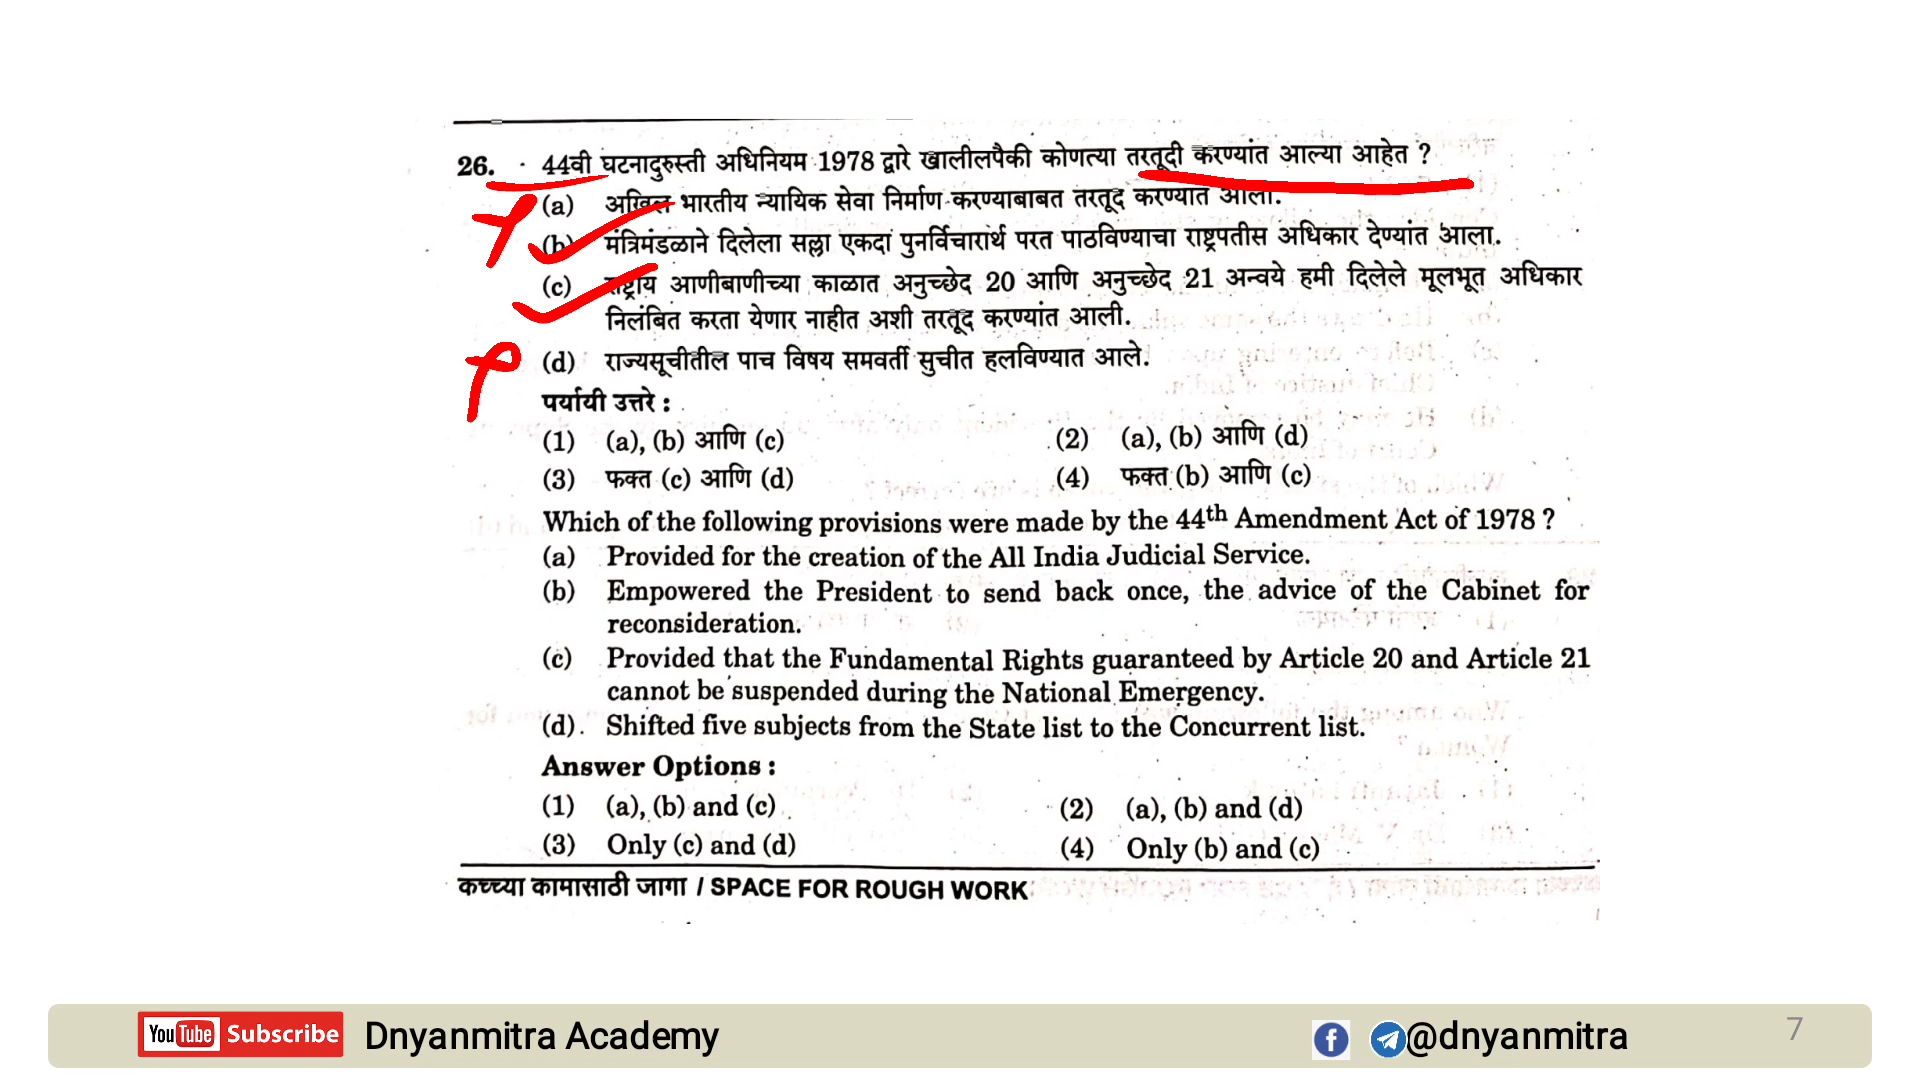 26. 44वी घटनादुरुस्ती अधिनियम 1978 द्वारे खालीलपैकी कोणत्या तरतूदी करण्यांत आल्या आहेत ?
(a) अखिल भारतीय न्यायिक सेवा निर्माण करण्याबाबत तरतूद करण्यात आली.
(b) मंत्रिमंडळाने दिलेला सल्ला एकदां पुनर्विचारार्थ परत पाठविण्याचा राष्ट्रपतीस अधिकार देण्यांत आला.
(c) राष्ट्रीय आणीबाणीच्या काळात अनुच्छेद 20 आणि अनुच्छेद 21 अन्वये हमी दिलेले मूलभूत अधिकार
निलंबित करता येणार नाहीत अशी तरतूद करण्यांत आली.
(d) राज्यसूचीतील पाच विषय समवर्ती सुचीत हलविण्यात आले.
पर्यायी उत्तरे :
(1) (a), (b) आणि (c) (2) (a), (b) आणि (d)
(3) फक्त (c) आणि (d) (4) फक्त (b) आणि (c)
Which of the following provisions were made by the 44th Amendment Act of 1978 ?
(a) Provided for the creation of the All India Judicial Service.
(b) Empowered the President to send back once, the advice of the Cabinet for
reconsideration.
(c) Provided that the Fundamental Rights guaranteed by Article 20 and Article 21
cannot be suspended during the National Emergency.
(d) Shifted five subjects from the State list to the Concurrent list.
Answer Options :
(1) (a), (b) and (c) (2) (a), (b) and (d)
(3) Only (c) and (d) (4) Only (b) and (c)
कच्च्या कामासाठी जागा / SPACE FOR ROUGH WORK
YouTube Subscribe Dnyanmitra Academy @dnyanmitra 7